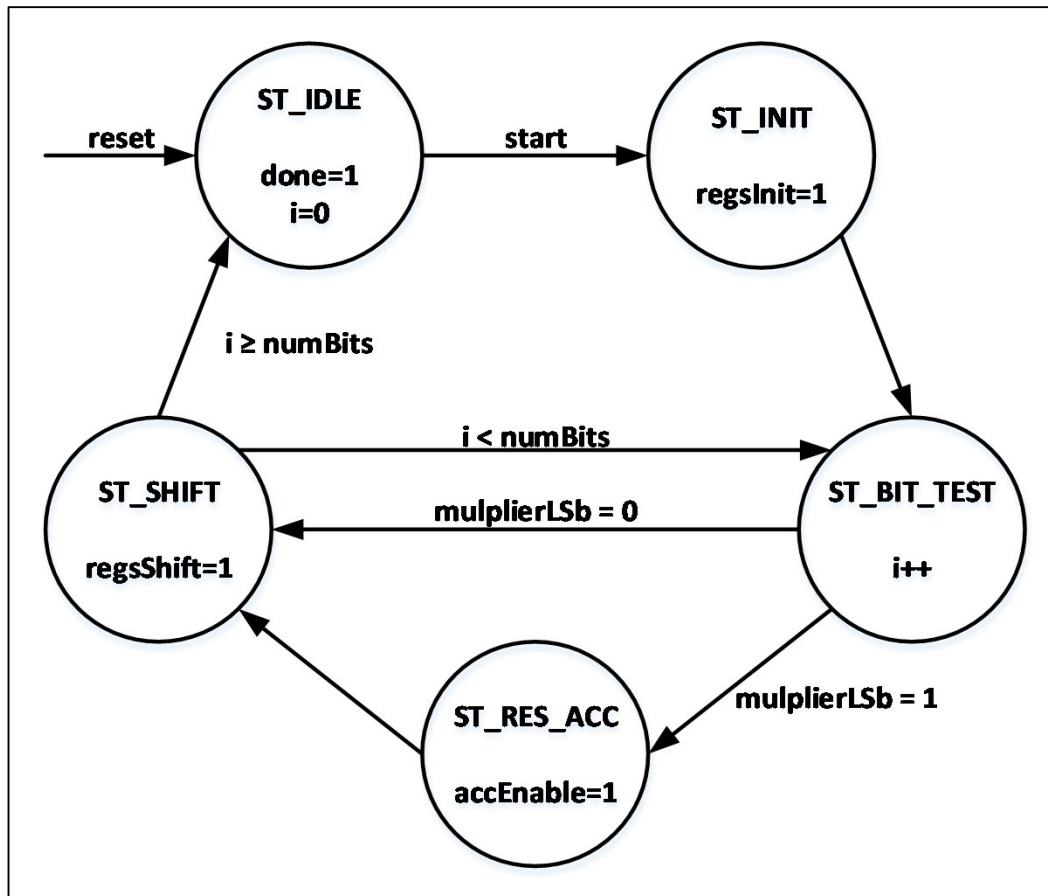 ST_IDLE
done=1
i=0
reset
start
ST_INIT
regsInit=1
i ≥ numBits
i < numBits
ST_SHIFT
regsShift=1
mulplierLSb = 0
ST_BIT_TEST
i++
mulplierLSb = 1
ST_RES_ACC
accEnable=1